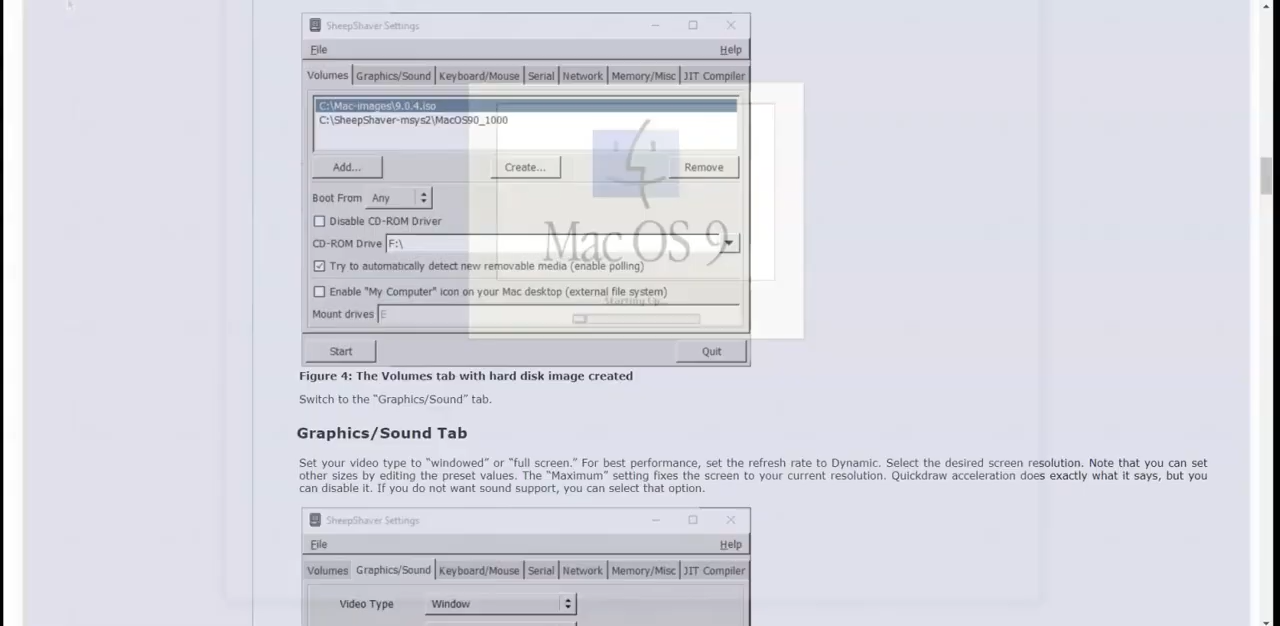 SheepShaver Settings
File Help
Volumes Graphics/Sound Keyboard/Mouse Serial Network Memory/Misc JIT Compiler
C:\Mac-images\9.0.4.iso
C:\SheepShaver-msys2\MacOS90_1000
Add... Create... Remove
Boot From Any
Disable CD-ROM Driver
Mac OS 9
CD-ROM Drive F:\
Try to automatically detect new removable media (enable polling)
Enable "My Computer" icon on your Mac desktop (external file system)
Starting Up...
Mount drives E
Start Quit
Figure 4: The Volumes tab with hard disk image created
Switch to the “Graphics/Sound” tab.
Graphics/Sound Tab
Set your video type to “windowed” or “full screen.” For best performance, set the refresh rate to Dynamic. Select the desired screen resolution. Note that you can set
other sizes by editing the preset values. The “Maximum” setting fixes the screen to your current resolution. Quickdraw acceleration does exactly what it says, but you
can disable it. If you do not want sound support, you can select that option.
SheepShaver Settings
File Help
Volumes Graphics/Sound Keyboard/Mouse Serial Network Memory/Misc JIT Compiler
Video Type Window